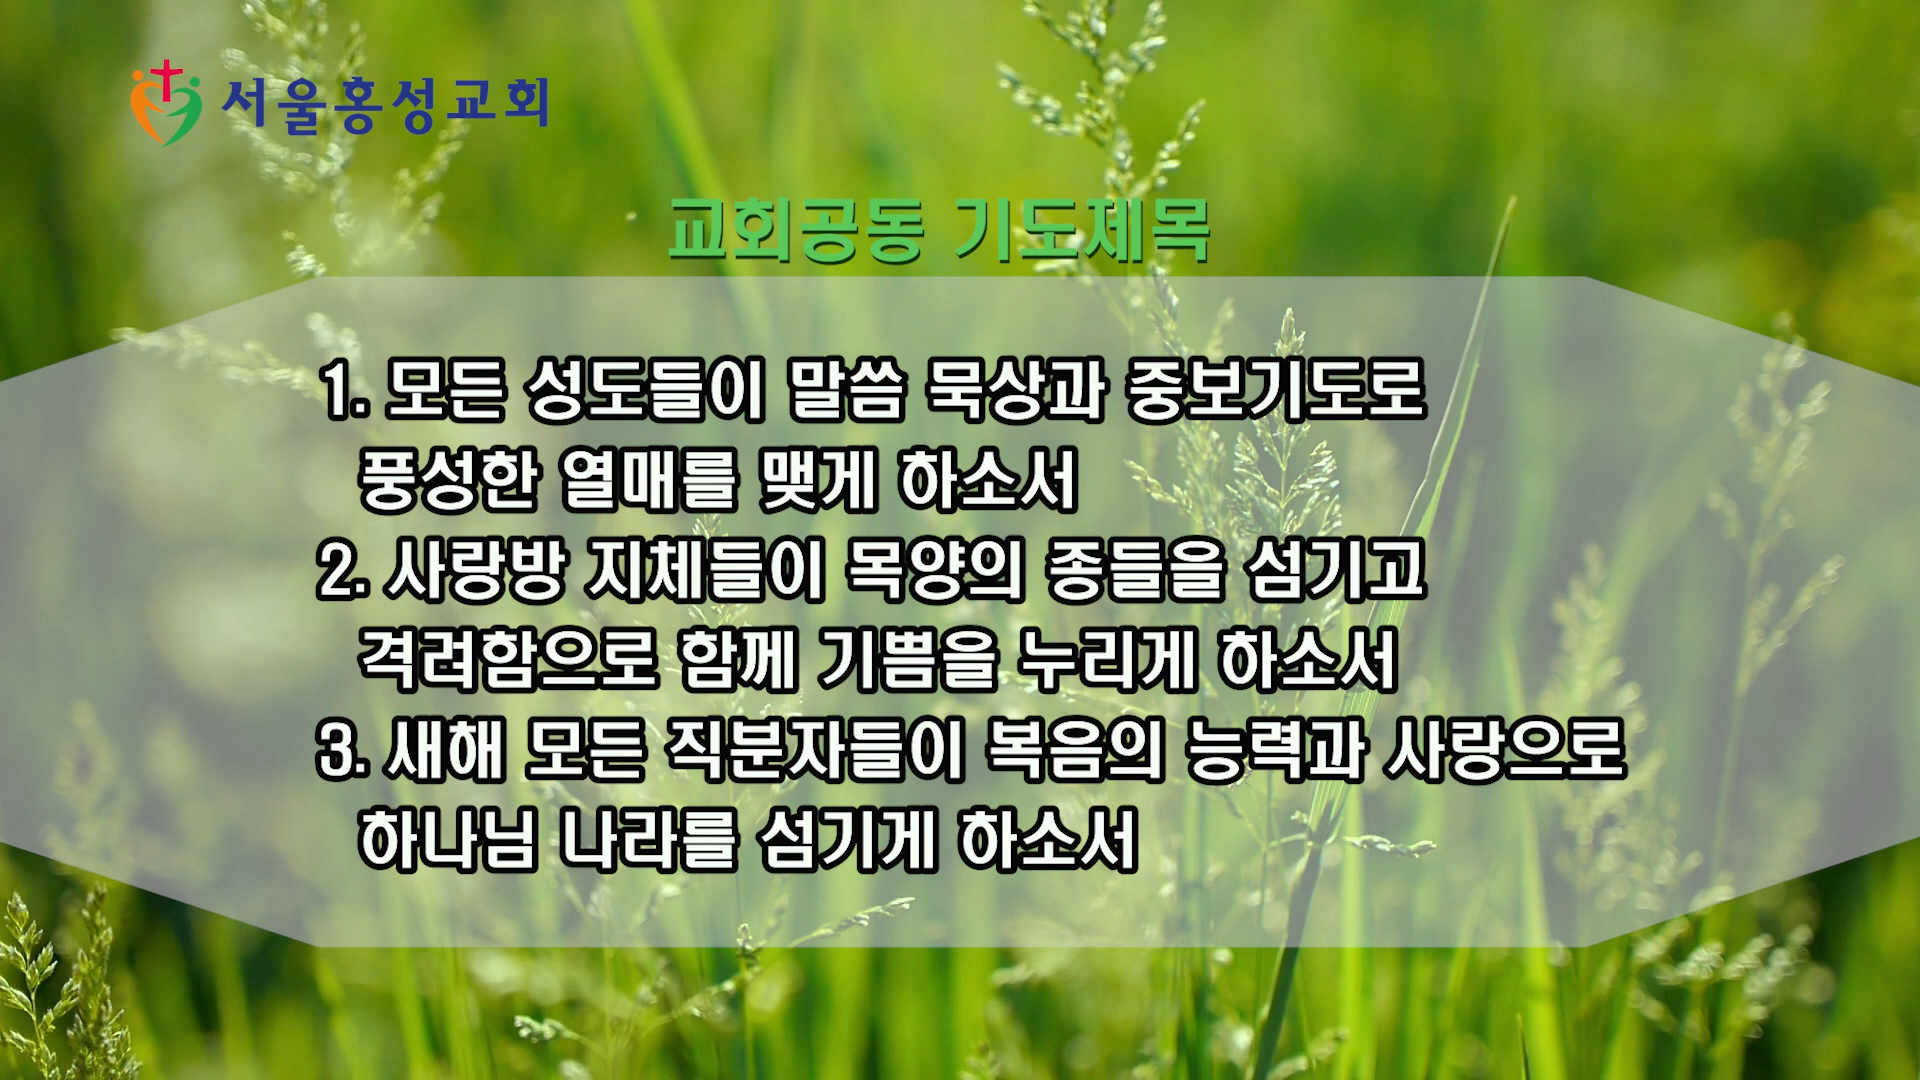 서울홍성교회
교회공동 기도제목
1. 모든 성도들이 말씀 묵상과 중보기도로
풍성한 열매를 맺게 하소서
2. 사랑방 지체들이 목양의 종들을 섬기고
격려함으로 함께 기쁨을 누리게 하소서
3. 새해 모든 직분자들이 복음의 능력과 사랑으로
하나님 나라를 섬기게 하소서